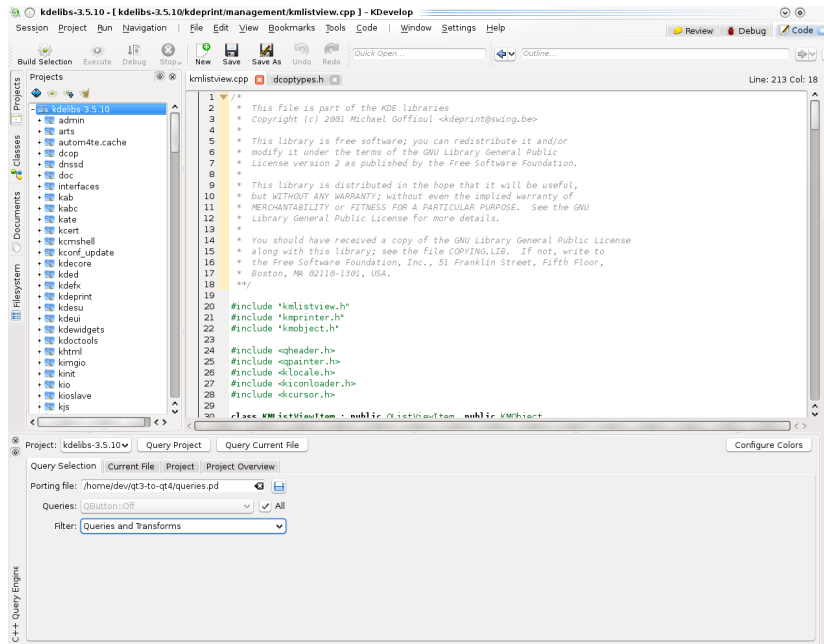 kdelibs-3.5.10 - [ kdelibs-3.5.10/kdeprint/management/kmlistview.cpp ] - KDevelop
Session Project Run Navigation | File Edit View Bookmarks Tools Code | Window Settings Help
Review Debug Code
Build Selection Execute Debug Stop New Save Save As Undo Redo Quick Open... Outline...
Projects
kmlistview.cpp dcoptypes.h Line: 213 Col: 18
Projects
Classes
Documents
Filesystem
kdelibs-3.5.10
admin
arts
autom4te.cache
dcop
dnssd
doc
interfaces
kab
kabc
kate
kcert
kcmshell
kconf_update
kdecore
kded
kdefx
kdeprint
kdesu
kdeui
kdewidgets
kdoctools
khtml
kimgio
kinit
kio
kioslave
kjs
1 /*
2 * This file is part of the KDE libraries
3 * Copyright (c) 2001 Michael Goffioul <kdeprint@swing.be>
4 *
5 * This library is free software; you can redistribute it and/or
6 * modify it under the terms of the GNU Library General Public
7 * License version 2 as published by the Free Software Foundation.
8 *
9 * This library is distributed in the hope that it will be useful,
10 * but WITHOUT ANY WARRANTY; without even the implied warranty of
11 * MERCHANTABILITY or FITNESS FOR A PARTICULAR PURPOSE. See the GNU
12 * Library General Public License for more details.
13 *
14 * You should have received a copy of the GNU Library General Public License
15 * along with this library; see the file COPYING.LIB. If not, write to
16 * the Free Software Foundation, Inc., 51 Franklin Street, Fifth Floor,
17 * Boston, MA 02110-1301, USA.
18 **/
19
20 #include "kmlistview.h"
21 #include "kmprinter.h"
22 #include "kmobject.h"
23
24 #include <qheader.h>
25 #include <qpainter.h>
26 #include <klocale.h>
27 #include <kiconloader.h>
28 #include <kcursor.h>
29
30 class KMListViewItem : public QListViewItem, public KMObject
Project: kdelibs-3.5.10 Query Project Query Current File Configure Colors
Query Selection Current File Project Project Overview
Porting file: /home/dev/qt3-to-qt4/queries.pd
Queries: QButton::Off All
Filter: Queries and Transforms
C++ Query Engine